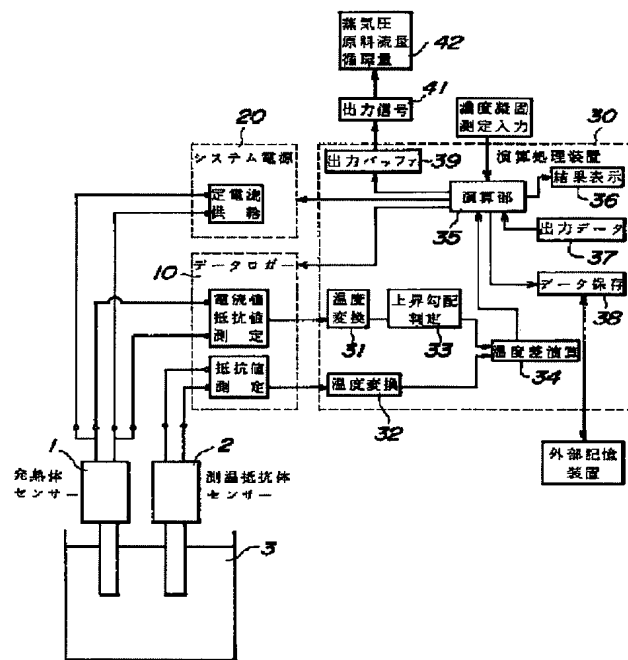 蒸気圧
原料流量
循環量
42
出力信号
41
濃度凝固
測定入力
20
30
システム電源
出力バッファ
39
演算処理装置
定電流
供給
演算部
35
結果表示
36
出力データ
37
10
データロガー
データ保存
38
電流値
抵抗値
測定
温度
変換
31
上昇勾配
判定
33
温度差演算
34
抵抗値
測定
温度変換
32
1
2
発熱体
センサー
測温抵抗体
センサー
外部記憶
装置
3